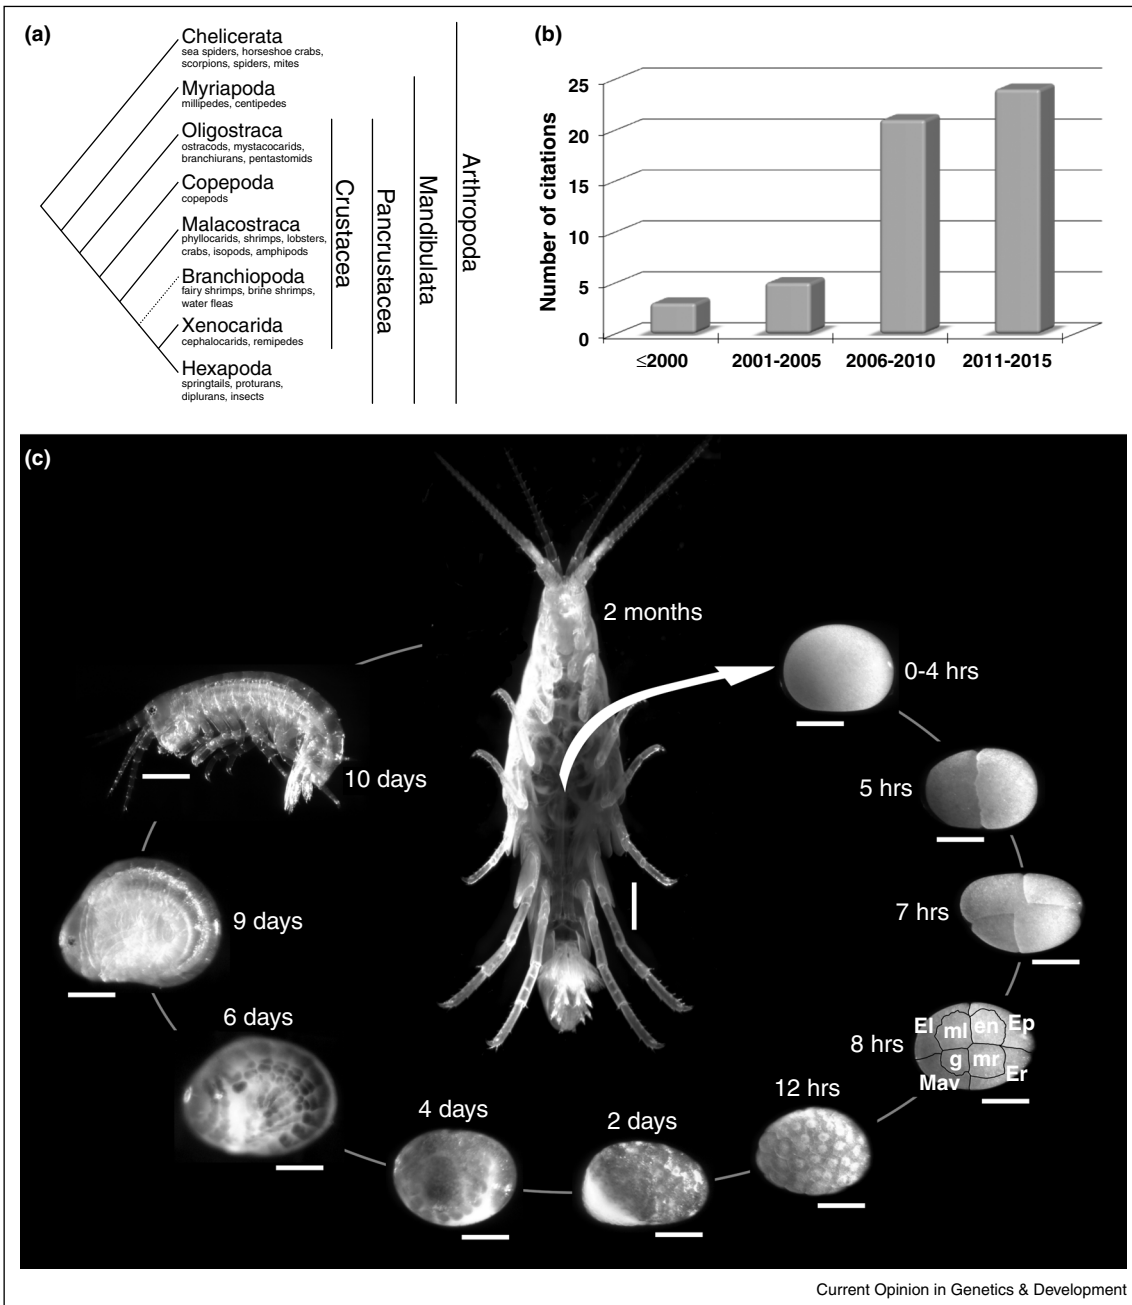 (a)
Chelicerata
sea spiders, horseshoe crabs,
scorpions, spiders, mites
Myriapoda
millipedes, centipedes
Oligostraca
ostracods, mystacocarids,
branchiurans, pentastomids
Copepoda
copepods
Malacostraca
phyllocarids, shrimps, lobsters,
crabs, isopods, amphipods
Branchiopoda
fairy shrimps, brine shrimps,
water fleas
Xenocarida
cephalocarids, remipedes
Hexapoda
springtails, proturans,
diplurans, insects
Crustacea
Pancrustacea
Mandibulata
Arthropoda
(b)
Number of citations
25
20
15
10
5
0
≤2000
2001-2005
2006-2010
2011-2015
(c)
2 months
0-4 hrs
5 hrs
7 hrs
8 hrs
El
ml
en
Ep
g
mr
Mav
Er
12 hrs
2 days
4 days
6 days
9 days
10 days
Current Opinion in Genetics & Development